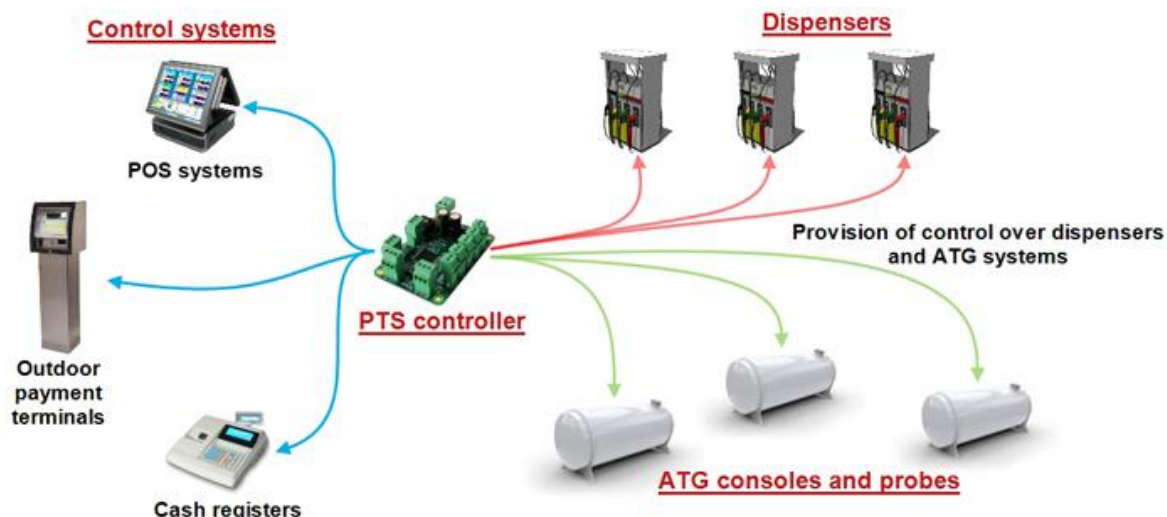 Control systems
Dispensers
POS systems
Provision of control over dispensers
and ATG systems
PTS controller
Outdoor
payment
terminals
ATG consoles and probes
Cash registers